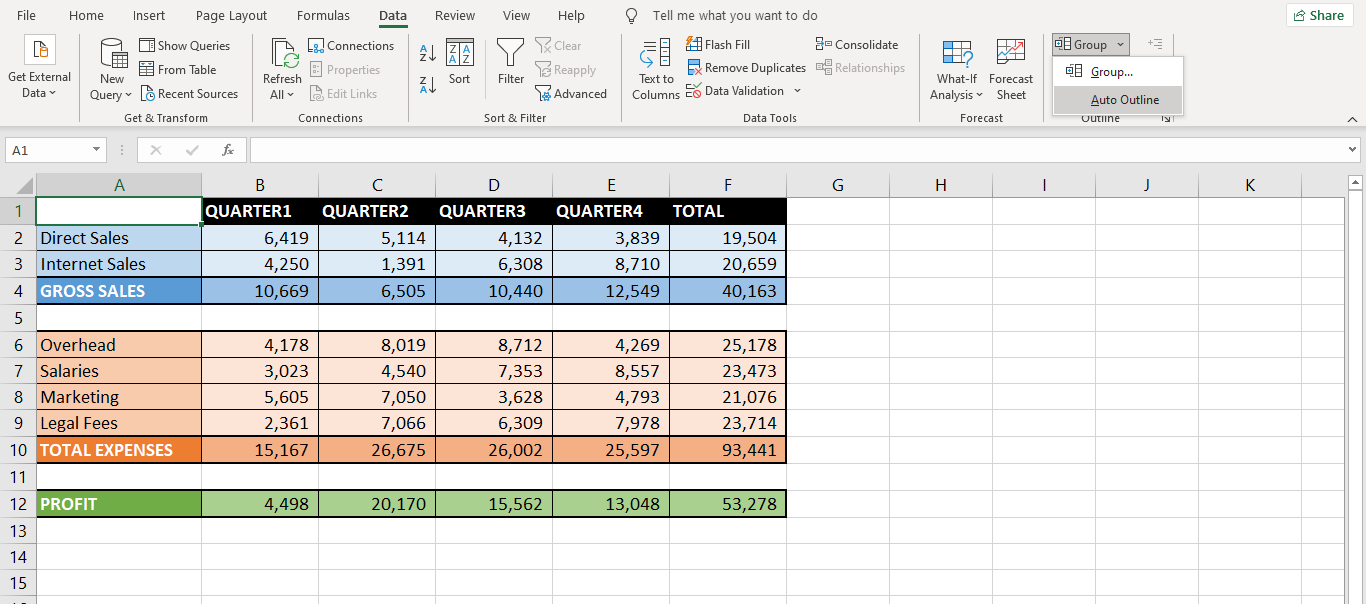 File Home Insert Page Layout Formulas Data Review View Help Tell me what you want to do Share
Get External Data
New Query
Show Queries
From Table
Recent Sources
Get & Transform
Refresh All
Connections
Properties
Edit Links
Connections
Sort
Filter
Clear
Reapply
Advanced
Sort & Filter
Text to Columns
Flash Fill
Remove Duplicates
Data Validation
Consolidate
Relationships
Data Tools
What-If Analysis
Forecast Sheet
Forecast
Group
Group...
Auto Outline
Outline
A1 fx
A B C D E F G H I J K
1 QUARTER1 QUARTER2 QUARTER3 QUARTER4 TOTAL
2 Direct Sales 6,419 5,114 4,132 3,839 19,504
3 Internet Sales 4,250 1,391 6,308 8,710 20,659
4 GROSS SALES 10,669 6,505 10,440 12,549 40,163
5
6 Overhead 4,178 8,019 8,712 4,269 25,178
7 Salaries 3,023 4,540 7,353 8,557 23,473
8 Marketing 5,605 7,050 3,628 4,793 21,076
9 Legal Fees 2,361 7,066 6,309 7,978 23,714
10 TOTAL EXPENSES 15,167 26,675 26,002 25,597 93,441
11
12 PROFIT 4,498 20,170 15,562 13,048 53,278
13
14
15